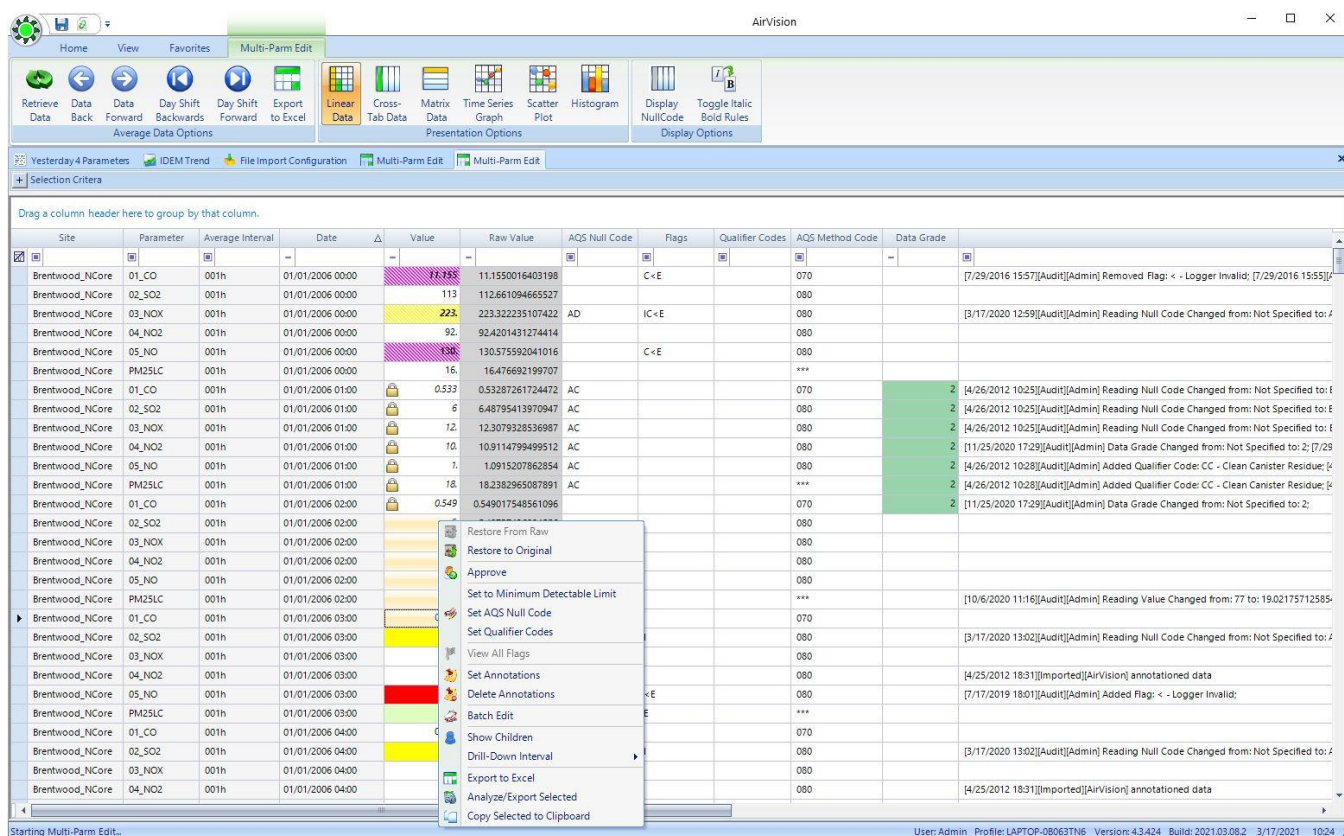 AirVision
Home View Favorites Multi-Parm Edit
Retrieve Data Data Back Data Forward Day Shift Backwards Day Shift Forward Export to Excel Linear Data Cross-Tab Data Matrix Data Time Series Graph Scatter Plot Histogram Display NullCode Toggle Italic Bold Rules
Average Data Options Presentation Options Display Options
Yesterday 4 Parameters IDEM Trend File Import Configuration Multi-Parm Edit Multi-Parm Edit
Selection Critera
Drag a column header here to group by that column.
Site Parameter Average Interval Date Value Raw Value AQS Null Code Flags Qualifier Codes AQS Method Code Data Grade
Brentwood_NCore 01_CO 001h 01/01/2006 00:00 11.155 11.1550016403198 C<E 070 [7/29/2016 15:57][Audit][Admin] Removed Flag: < - Logger Invalid; [7/29/2016 15:55][A
Brentwood_NCore 02_SO2 001h 01/01/2006 00:00 113 112.661094665527 080
Brentwood_NCore 03_NOX 001h 01/01/2006 00:00 223. 223.322235107422 AD IC<E 080 [3/17/2020 12:59][Audit][Admin] Reading Null Code Changed from: Not Specified to: A
Brentwood_NCore 04_NO2 001h 01/01/2006 00:00 92. 92.4201431274414 080
Brentwood_NCore 05_NO 001h 01/01/2006 00:00 130. 130.575592041016 C<E 080
Brentwood_NCore PM25LC 001h 01/01/2006 00:00 16. 16.476692199707 ***
Brentwood_NCore 01_CO 001h 01/01/2006 01:00 0.533 0.53287261724472 AC 070 2 [4/26/2012 10:25][Audit][Admin] Reading Null Code Changed from: Not Specified to: E
Brentwood_NCore 02_SO2 001h 01/01/2006 01:00 6 6.48795413970947 AC 080 2 [4/26/2012 10:25][Audit][Admin] Reading Null Code Changed from: Not Specified to: E
Brentwood_NCore 03_NOX 001h 01/01/2006 01:00 12. 12.3079328536987 AC 080 2 [4/26/2012 10:25][Audit][Admin] Reading Null Code Changed from: Not Specified to: E
Brentwood_NCore 04_NO2 001h 01/01/2006 01:00 10. 10.9114799499512 AC 080 2 [11/25/2020 17:29][Audit][Admin] Data Grade Changed from: Not Specified to: 2; [7/29
Brentwood_NCore 05_NO 001h 01/01/2006 01:00 1. 1.0915207862854 AC 080 2 [4/26/2012 10:28][Audit][Admin] Added Qualifier Code: CC - Clean Canister Residue; [4
Brentwood_NCore PM25LC 001h 01/01/2006 01:00 18. 18.2382965087891 AC *** 2 [4/26/2012 10:28][Audit][Admin] Added Qualifier Code: CC - Clean Canister Residue; [4
Brentwood_NCore 01_CO 001h 01/01/2006 02:00 0.549 0.549017548561096 070 2 [11/25/2020 17:29][Audit][Admin] Data Grade Changed from: Not Specified to: 2;
Brentwood_NCore 02_SO2 001h 01/01/2006 02:00 080
Brentwood_NCore 03_NOX 001h 01/01/2006 02:00 080
Brentwood_NCore 04_NO2 001h 01/01/2006 02:00 080
Brentwood_NCore 05_NO 001h 01/01/2006 02:00 080
Brentwood_NCore PM25LC 001h 01/01/2006 02:00 *** [10/6/2020 11:16][Audit][Admin] Reading Value Changed from: 77 to: 19.021757125854
Brentwood_NCore 01_CO 001h 01/01/2006 03:00 070
Brentwood_NCore 02_SO2 001h 01/01/2006 03:00 080 [3/17/2020 13:02][Audit][Admin] Reading Null Code Changed from: Not Specified to: A
Brentwood_NCore 03_NOX 001h 01/01/2006 03:00 080
Brentwood_NCore 04_NO2 001h 01/01/2006 03:00 080 [4/25/2012 18:31][Imported][AirVision] annotationed data
Brentwood_NCore 05_NO 001h 01/01/2006 03:00 <E 080 [7/17/2019 18:01][Audit][Admin] Added Flag: < - Logger Invalid;
Brentwood_NCore PM25LC 001h 01/01/2006 03:00 E ***
Brentwood_NCore 01_CO 001h 01/01/2006 04:00 070
Brentwood_NCore 02_SO2 001h 01/01/2006 04:00 080 [3/17/2020 13:02][Audit][Admin] Reading Null Code Changed from: Not Specified to: A
Brentwood_NCore 03_NOX 001h 01/01/2006 04:00 080
Brentwood_NCore 04_NO2 001h 01/01/2006 04:00 080 [4/25/2012 18:31][Imported][AirVision] annotationed data
Restore From Raw
Restore to Original
Approve
Set to Minimum Detectable Limit
Set AQS Null Code
Set Qualifier Codes
View All Flags
Set Annotations
Delete Annotations
Batch Edit
Show Children
Drill-Down Interval
Export to Excel
Analyze/Export Selected
Copy Selected to Clipboard
Starting Multi-Parm Edit... User: Admin Profile: LAPTOP-0B063TN6 Version: 4.3.424 Build: 2021.03.08.2 3/17/2021 10:04